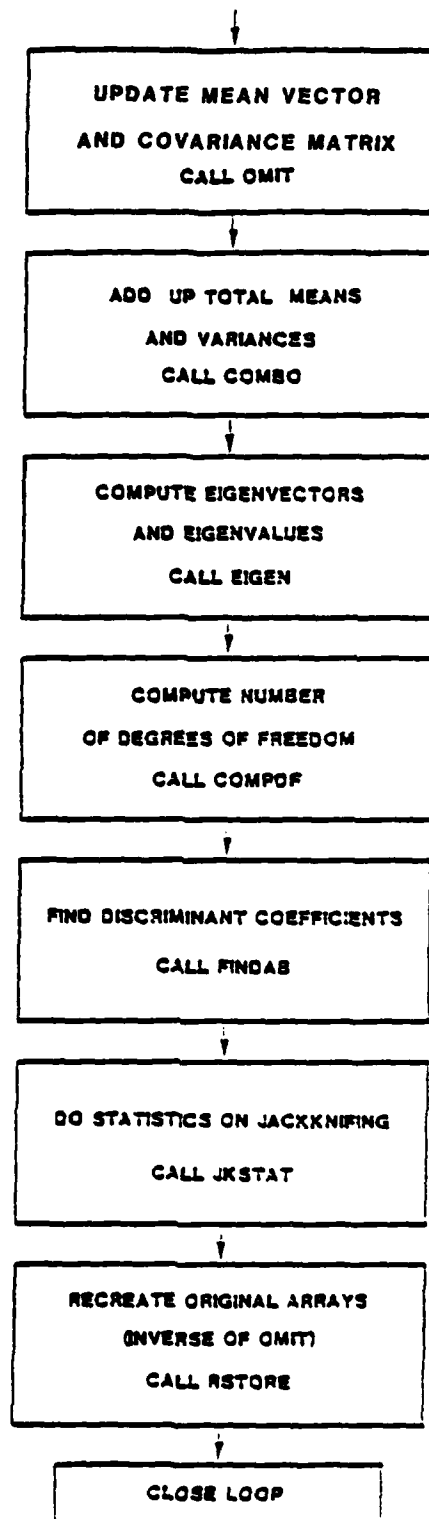 UPDATE MEAN VECTOR
AND COVARIANCE MATRIX
CALL OMIT
ADD UP TOTAL MEANS
AND VARIANCES
CALL COMBO
COMPUTE EIGENVECTORS
AND EIGENVALUES
CALL EIGEN
COMPUTE NUMBER
OF DEGREES OF FREEDOM
CALL COMPDF
FIND DISCRIMINANT COEFFICIENTS
CALL FINDAB
DO STATISTICS ON JACKKNIFING
CALL JKSTAT
RECREATE ORIGINAL ARRAYS
(INVERSE OF OMIT)
CALL RSTORE
CLOSE LOOP